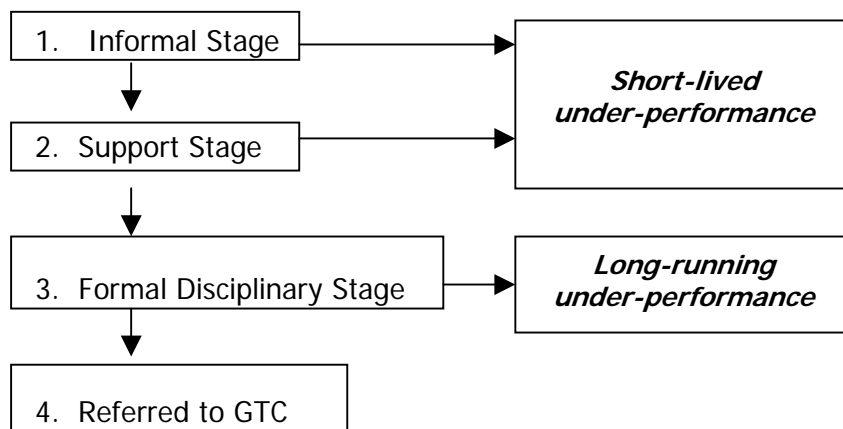 1. Informal Stage
Short-lived
under-performance
2. Support Stage
3. Formal Disciplinary Stage
Long-running
under-performance
4. Referred to GTC